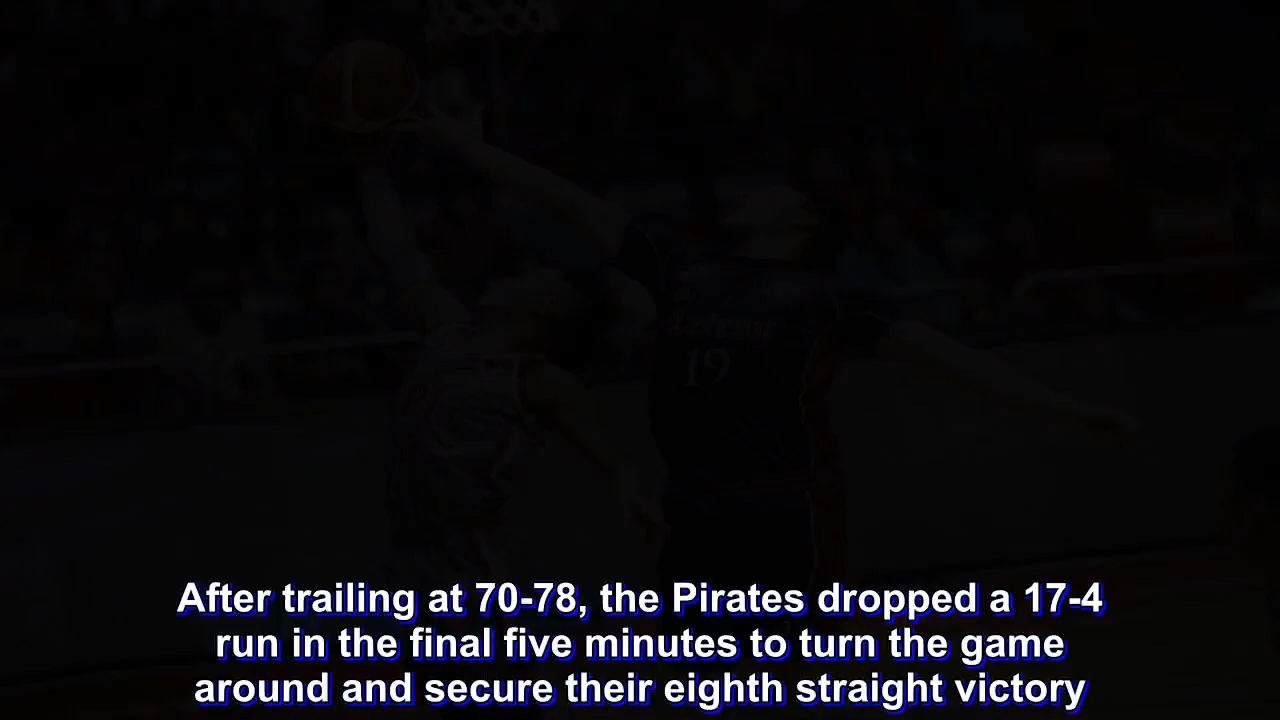 19
After trailing at 70-78, the Pirates dropped a 17-4
run in the final five minutes to turn the game
around and secure their eighth straight victory